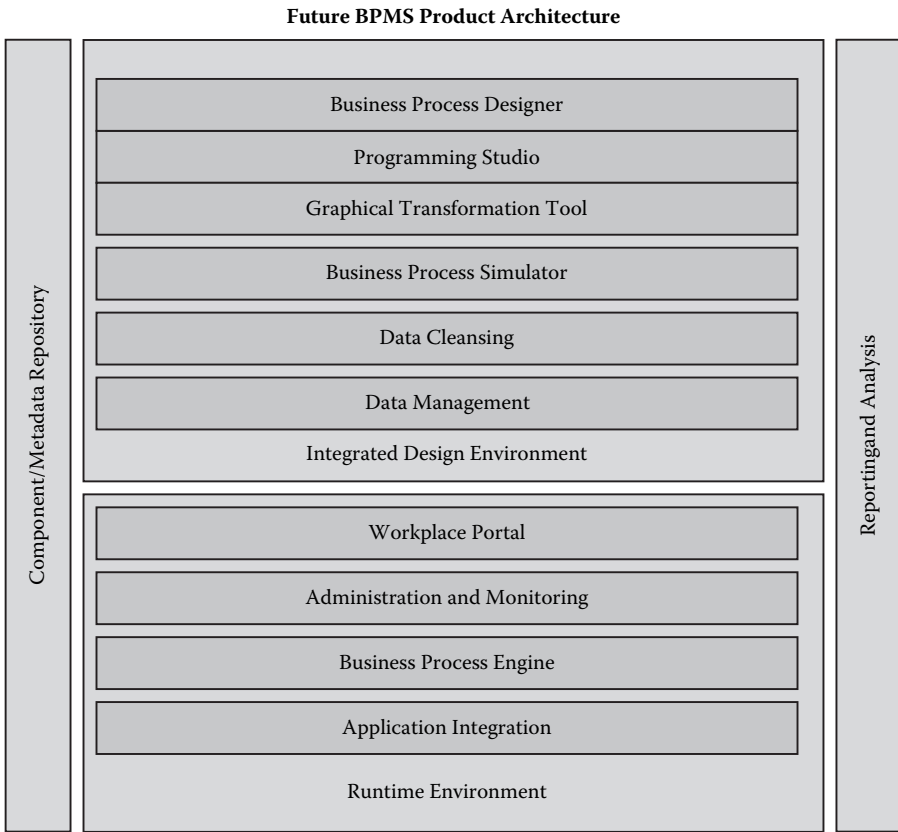 Future BPMS Product Architecture
Component/Metadata Repository
Business Process Designer
Programming Studio
Graphical Transformation Tool
Business Process Simulator
Data Cleansing
Data Management
Integrated Design Environment
Workplace Portal
Administration and Monitoring
Business Process Engine
Application Integration
Runtime Environment
Reportingand Analysis